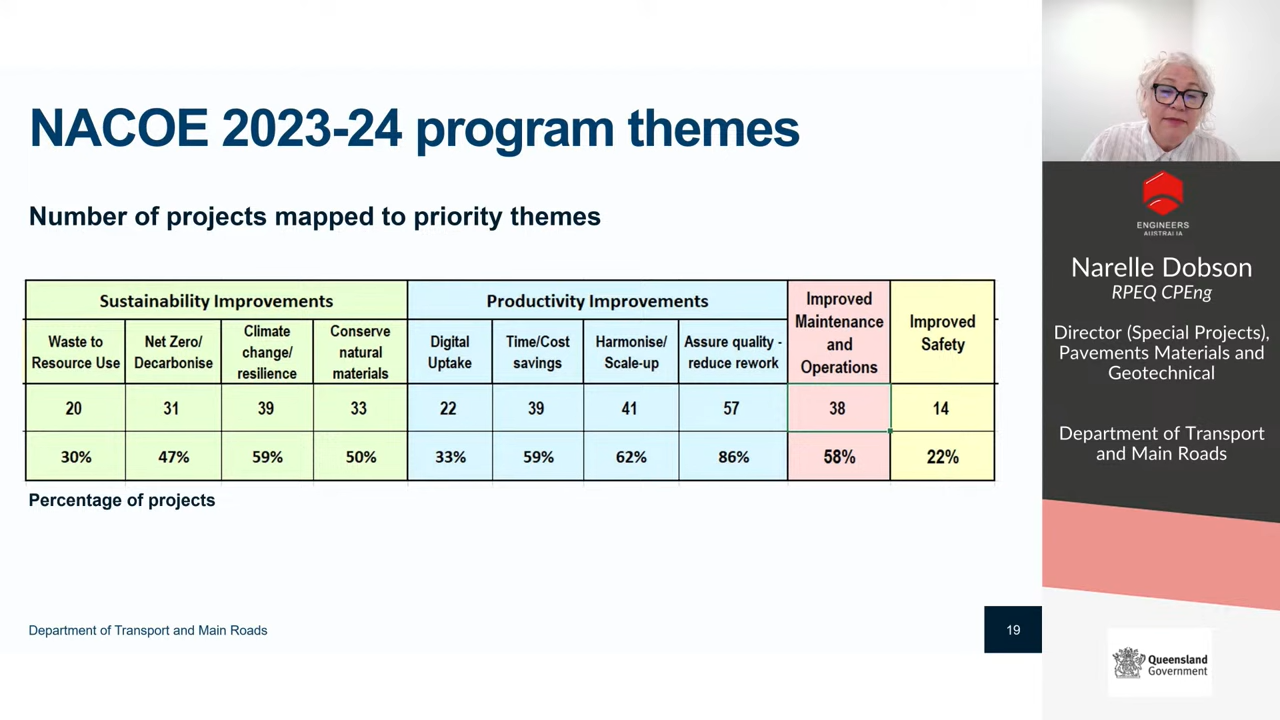 NACOE 2023-24 program themes
Number of projects mapped to priority themes
Sustainability Improvements
Productivity Improvements
Improved
Maintenance
and
Operations
Improved
Safety
Waste to
Resource Use
Net Zero/
Decarbonise
Climate
change/
resilience
Conserve
natural
materials
Digital
Uptake
Time/Cost
savings
Harmonise/
Scale-up
Assure quality -
reduce rework
20 31 39 33 22 39 41 57 38 14
30% 47% 59% 50% 33% 59% 62% 86% 58% 22%
Percentage of projects
Department of Transport and Main Roads
19
ENGINEERS
AUSTRALIA
Narelle Dobson
RPEQ CPEng
Director (Special Projects),
Pavements Materials and
Geotechnical
Department of Transport
and Main Roads
Queensland
Government